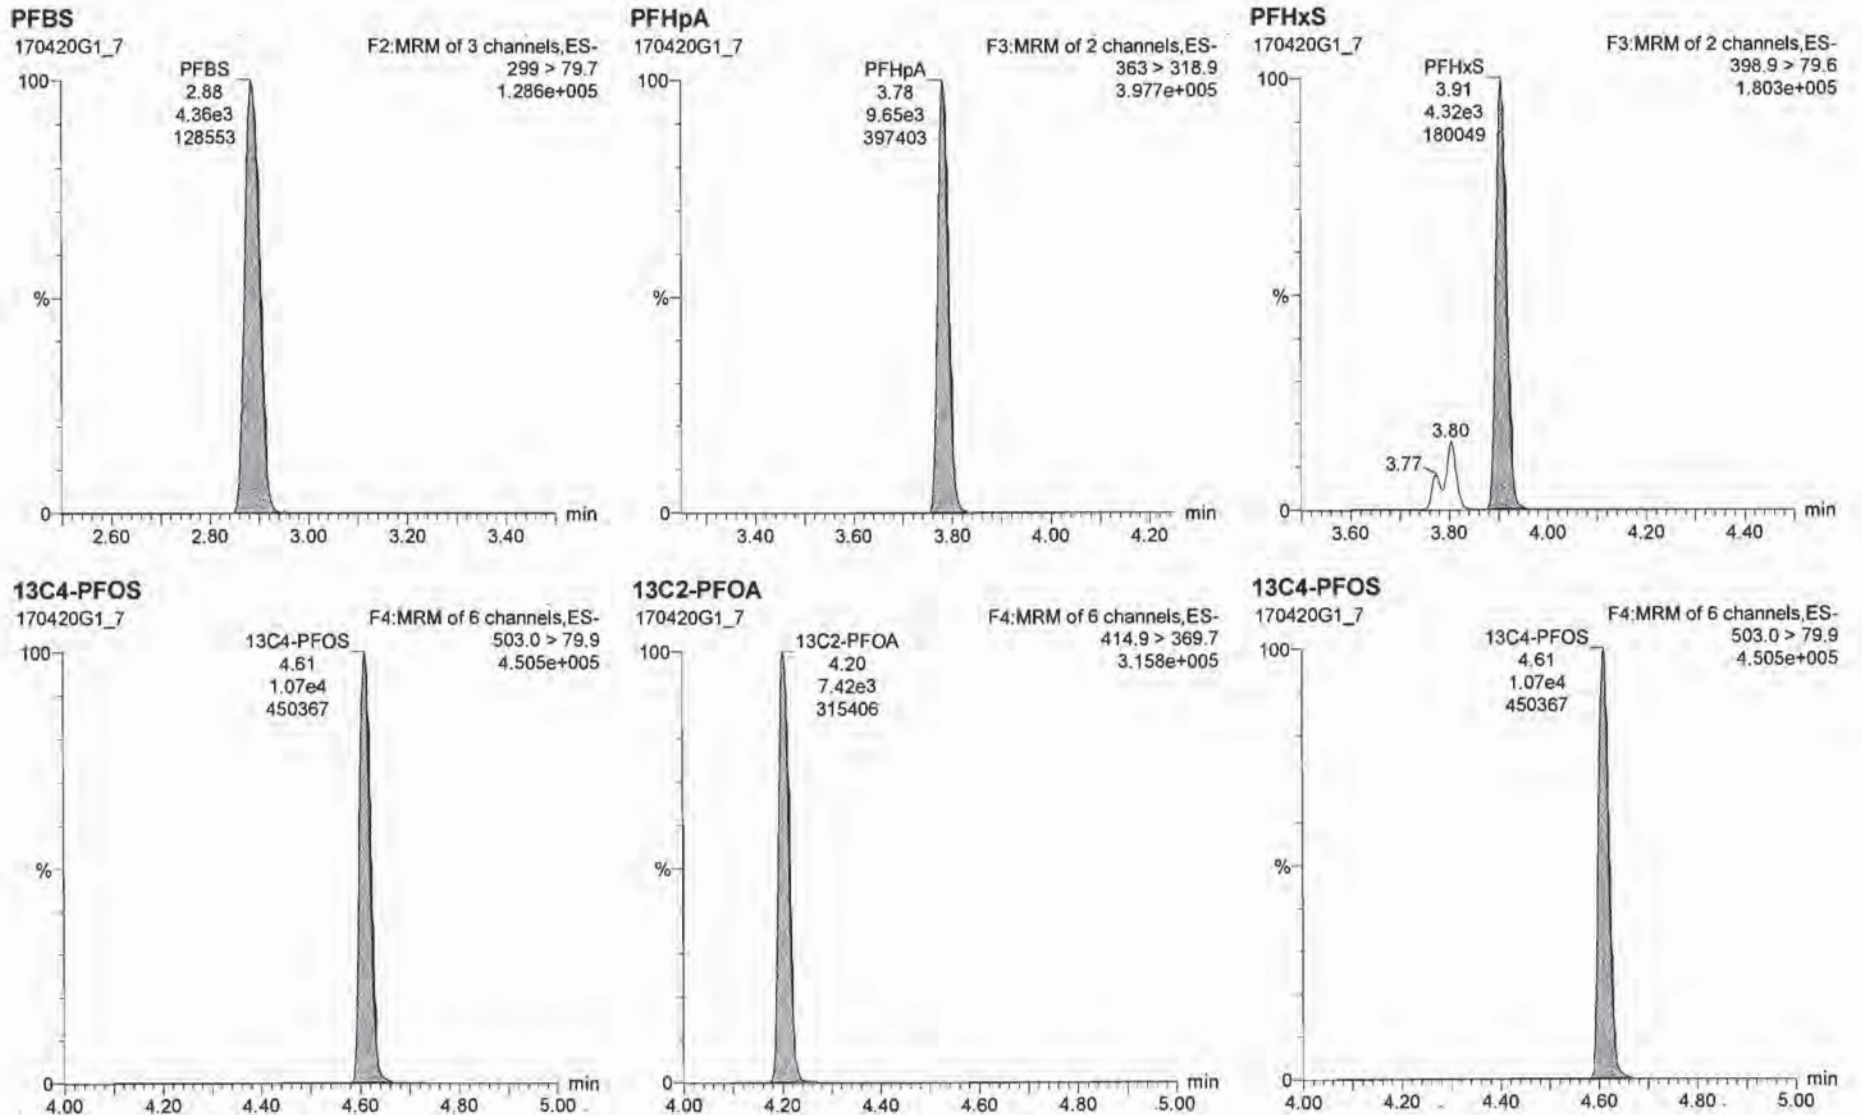 PFBS
170420G1_7
F2:MRM of 3 channels,ES-
299 > 79.7
1.286e+005
100
PFBS
2.88
4.36e3
128553
%
0
min
2.60 2.80 3.00 3.20 3.40
PFHpA
170420G1_7
F3:MRM of 2 channels,ES-
363 > 318.9
3.977e+005
100
PFHpA
3.78
9.65e3
397403
%
0
min
3.40 3.60 3.80 4.00 4.20
PFHxS
170420G1_7
F3:MRM of 2 channels,ES-
398.9 > 79.6
1.803e+005
100
PFHxS
3.91
4.32e3
180049
%
3.80
3.77
0
min
3.60 3.80 4.00 4.20 4.40
13C4-PFOS
170420G1_7
F4:MRM of 6 channels,ES-
503.0 > 79.9
4.505e+005
100
13C4-PFOS
4.61
1.07e4
450367
%
0
min
4.00 4.20 4.40 4.60 4.80 5.00
13C2-PFOA
170420G1_7
F4:MRM of 6 channels,ES-
414.9 > 369.7
3.158e+005
100
13C2-PFOA
4.20
7.42e3
315406
%
0
min
4.00 4.20 4.40 4.60 4.80 5.00
13C4-PFOS
170420G1_7
F4:MRM of 6 channels,ES-
503.0 > 79.9
4.505e+005
100
13C4-PFOS
4.61
1.07e4
450367
%
0
min
4.00 4.20 4.40 4.60 4.80 5.00